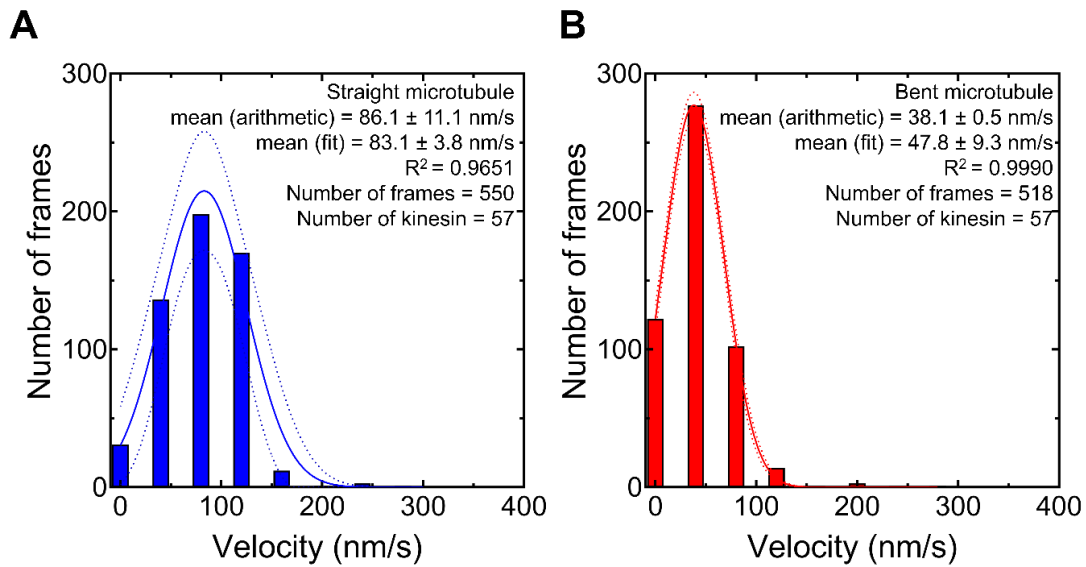 A
300
200
100
0
Number of frames
Straight microtubule
mean (arithmetic) = 86.1 ± 11.1 nm/s
mean (fit) = 83.1 ± 3.8 nm/s
R² = 0.9651
Number of frames = 550
Number of kinesin = 57
0 100 200 300 400
Velocity (nm/s)
B
300
200
100
0
Number of frames
Bent microtubule
mean (arithmetic) = 38.1 ± 0.5 nm/s
mean (fit) = 47.8 ± 9.3 nm/s
R² = 0.9990
Number of frames = 518
Number of kinesin = 57
0 100 200 300 400
Velocity (nm/s)